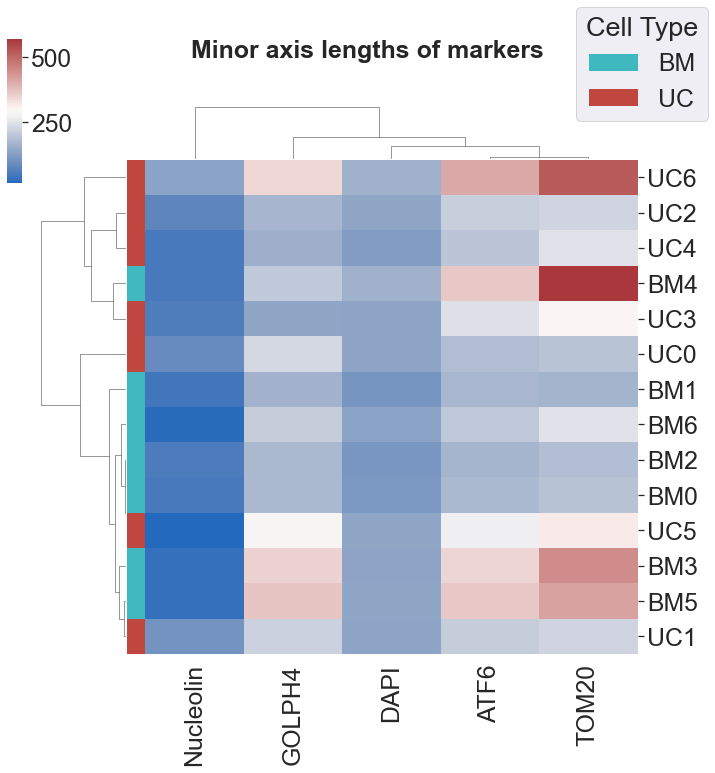 Minor axis lengths of markers
Cell Type
BM
UC
500
250
UC6
UC2
UC4
BM4
UC3
UC0
BM1
BM6
BM2
BM0
UC5
BM3
BM5
UC1
Nucleolin
GOLPH4
DAPI
ATF6
TOM20